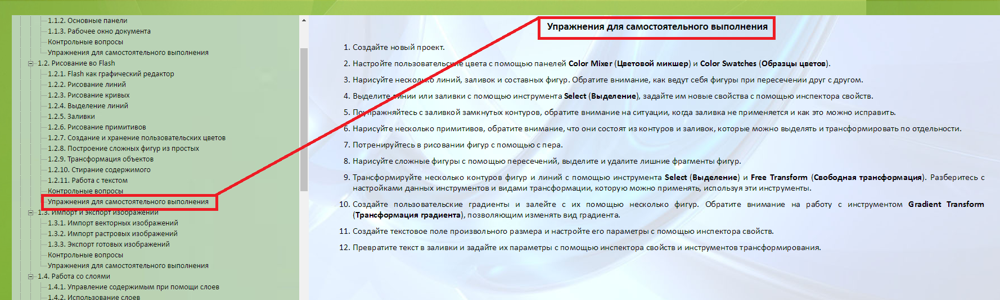 1.1.2. Основные панели
1.1.3. Рабочее окно документа
Контрольные вопросы
Упражнения для самостоятельного выполнения
1.2. Рисование во Flash
1.2.1. Flash как графический редактор
1.2.2. Рисование линий
1.2.3. Рисование кривых
1.2.4. Выделение линий
1.2.5. Заливки
1.2.6. Рисование примитивов
1.2.7. Создание и хранение пользовательских цветов
1.2.8. Построение сложных фигур из простых
1.2.9. Трансформация объектов
1.2.10. Стирание содержимого
1.2.11. Работа с текстом
Контрольные вопросы
Упражнения для самостоятельного выполнения
1.3. Импорт и экспорт изображений
1.3.1. Импорт векторных изображений
1.3.2. Импорт растровых изображений
1.3.3. Экспорт готовых изображений
Контрольные вопросы
Упражнения для самостоятельного выполнения
1.4. Работа со слоями
1.4.1. Управление содержимым при помощи слоев
1.4.2. Использование слоев
Упражнения для самостоятельного выполнения
1. Создайте новый проект.
2. Настройте пользовательские цвета с помощью панелей Color Mixer (Цветовой микшер) и Color Swatches (Образцы цветов).
3. Нарисуйте несколько линий, заливок и составных фигур. Обратите внимание, как ведут себя фигуры при пересечении друг с другом.
4. Выделите линии или заливки с помощью инструмента Select (Выделение), задайте им новые свойства с помощью инспектора свойств.
5. Поупражняйтесь с заливкой замкнутых контуров, обратите внимание на ситуации, когда заливка не применяется и как это можно исправить.
6. Нарисуйте несколько примитивов, обратите внимание, что они состоят из контуров и заливок, которые можно выделять и трансформировать по отдельности.
7. Потренируйтесь в рисовании фигур с помощью с пера.
8. Нарисуйте сложные фигуры с помощью пересечений, выделите и удалите лишние фрагменты фигур.
9. Трансформируйте несколько контуров фигур и линий с помощью инструмента Select (Выделение) и Free Transform (Свободная трансформация). Разберитесь с
настройками данных инструментов и видами трансформации, которую можно применять, используя эти инструменты.
10. Создайте пользовательские градиенты и залейте с их помощью несколько фигур. Обратите внимание на работу с инструментом Gradient Transform
(Трансформация градиента), позволяющим изменять вид градиента.
11. Создайте текстовое поле произвольного размера и настройте его параметры с помощью инспектора свойств.
12. Превратите текст в заливки и задайте их параметры с помощью инспектора свойств и инструментов трансформирования.